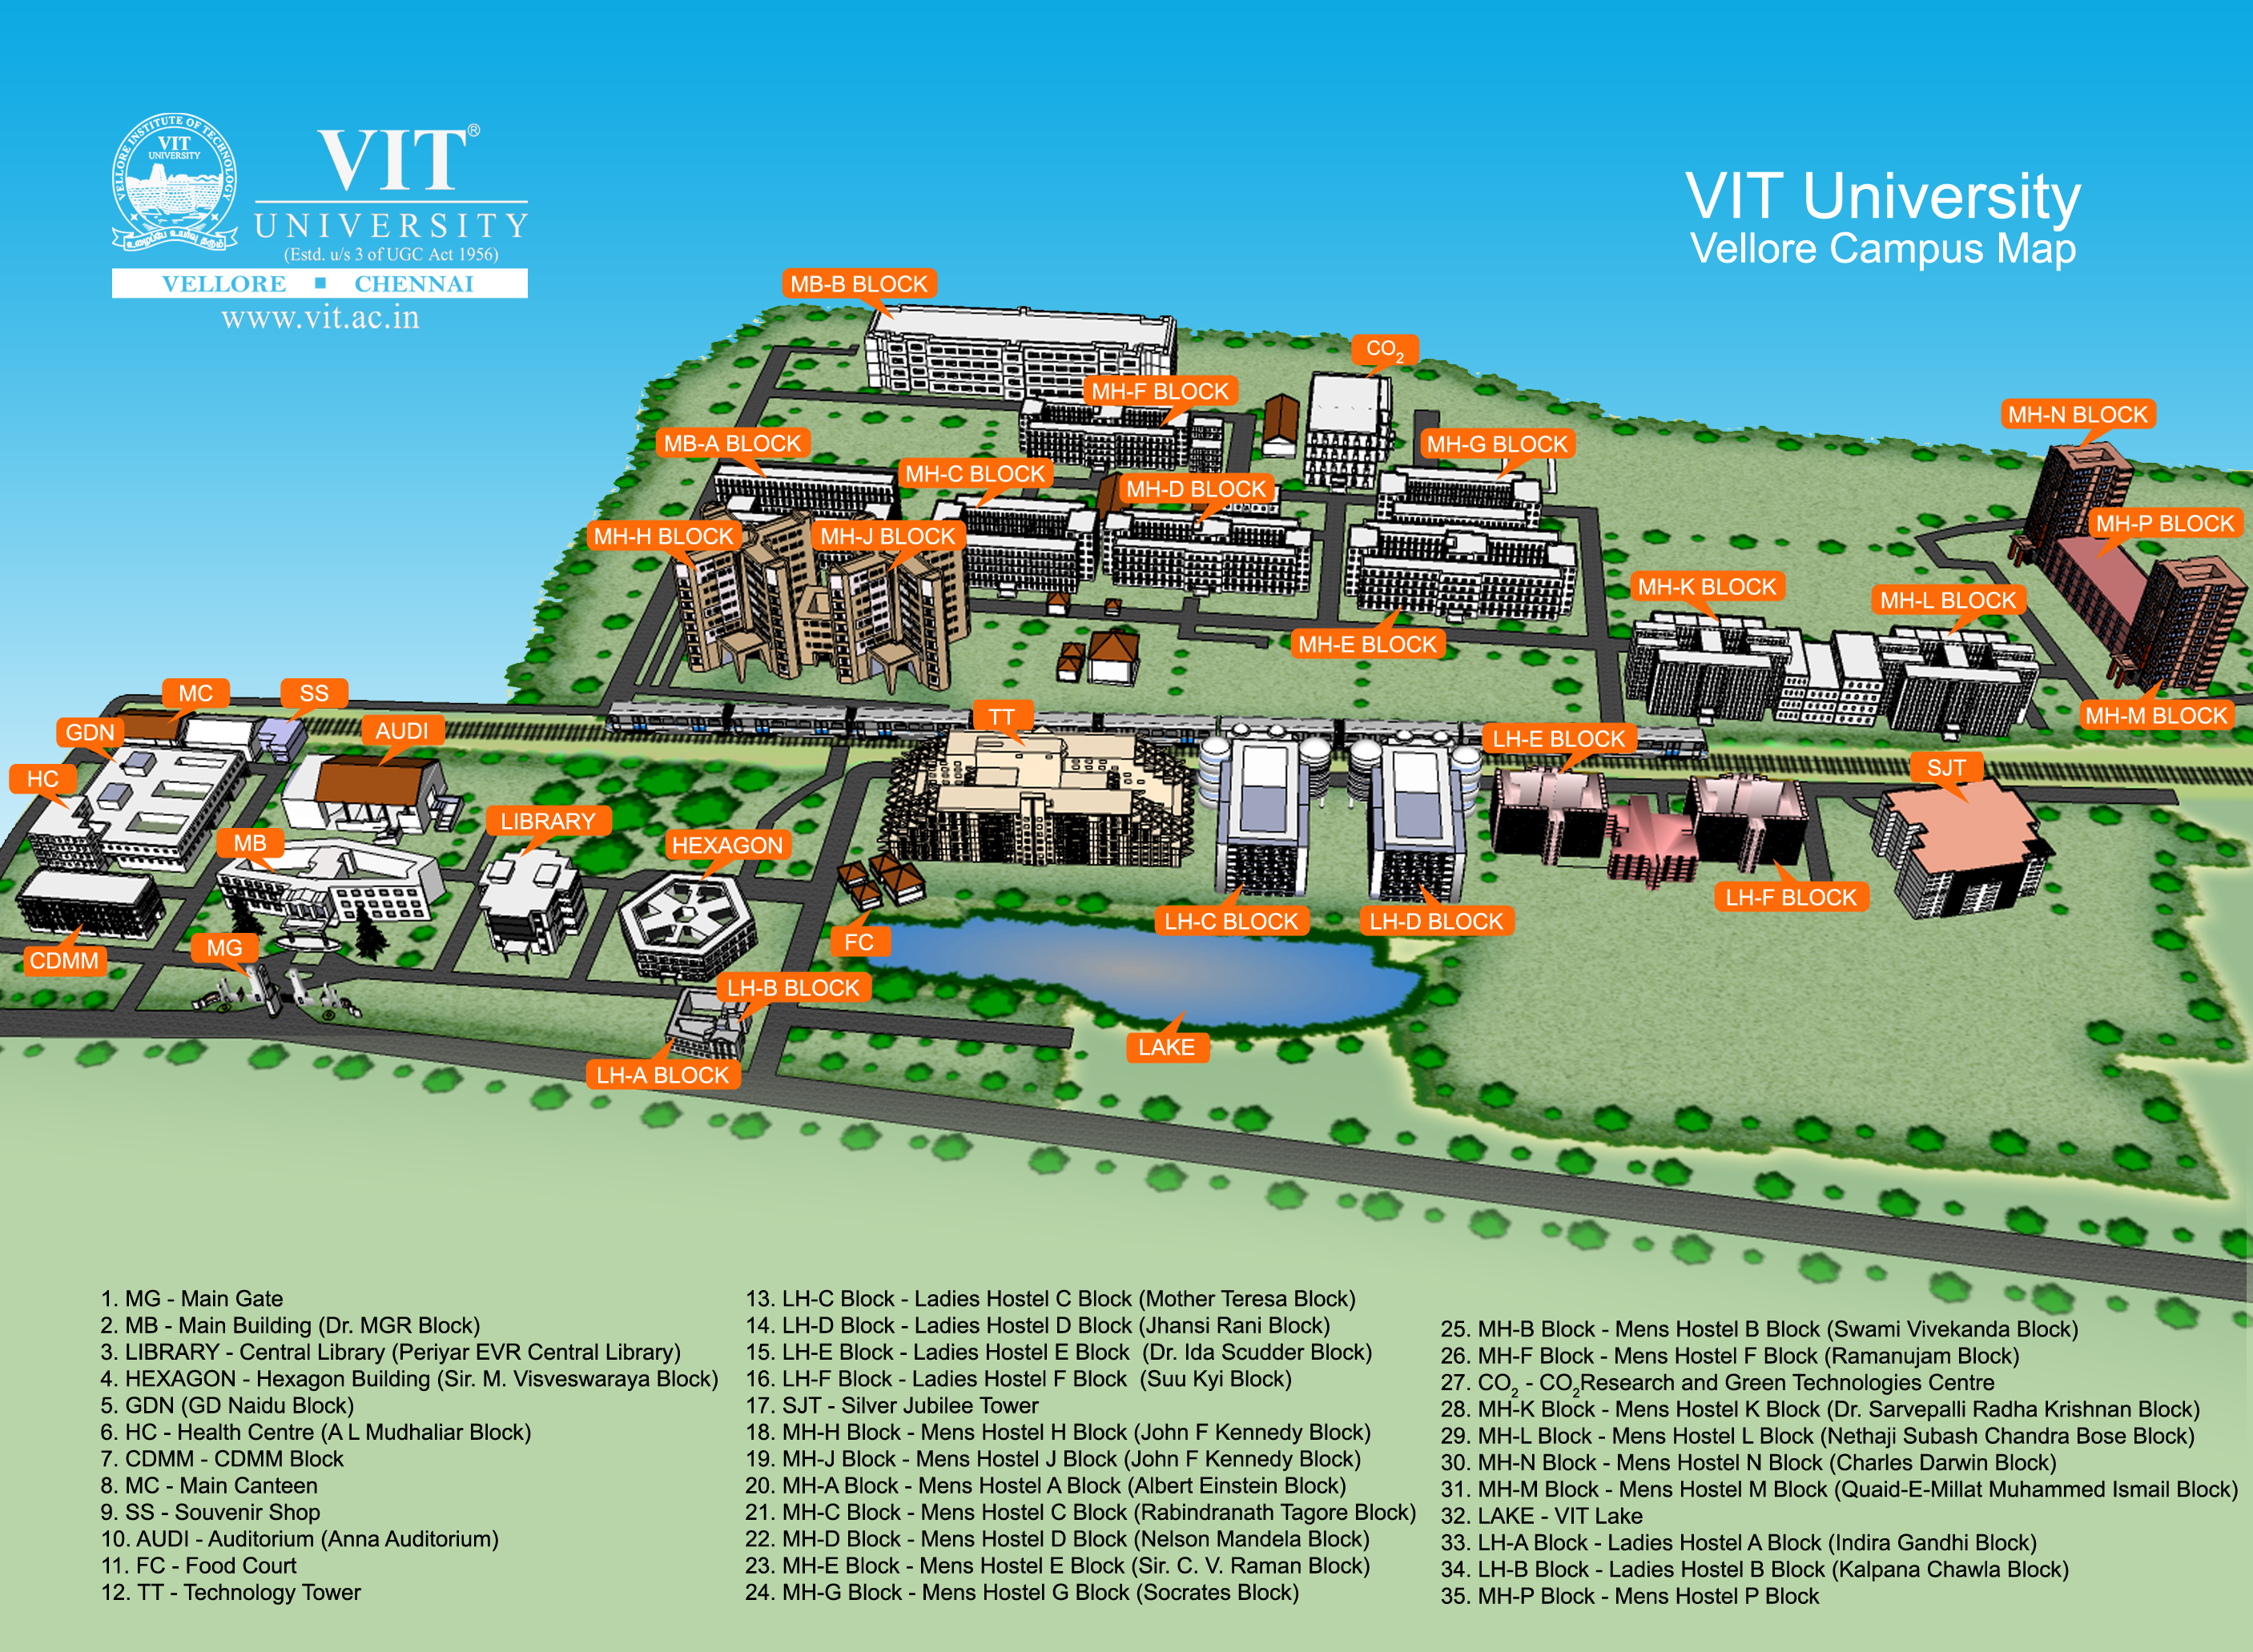 VELLORE INSTITUTE OF TECHNOLOGY
VIT
UNIVERSITY
VIT®
UNIVERSITY
(Estd. u/s 3 of UGC Act 1956)
VELLORE ■ CHENNAI
www.vit.ac.in
VIT University
Vellore Campus Map
MB-B BLOCK
CO₂
MH-F BLOCK
MH-N BLOCK
MB-A BLOCK
MH-G BLOCK
MH-C BLOCK
MH-D BLOCK
MH-P BLOCK
MH-H BLOCK
MH-J BLOCK
MH-K BLOCK
MH-L BLOCK
MH-E BLOCK
MC
SS
TT
MH-M BLOCK
GDN
AUDI
LH-E BLOCK
HC
SJT
LIBRARY
MB
HEXAGON
LH-F BLOCK
LH-C BLOCK
LH-D BLOCK
FC
MG
CDMM
LH-B BLOCK
LAKE
LH-A BLOCK
1. MG - Main Gate
2. MB - Main Building (Dr. MGR Block)
3. LIBRARY - Central Library (Periyar EVR Central Library)
4. HEXAGON - Hexagon Building (Sir. M. Visveswaraya Block)
5. GDN (GD Naidu Block)
6. HC - Health Centre (A L Mudhaliar Block)
7. CDMM - CDMM Block
8. MC - Main Canteen
9. SS - Souvenir Shop
10. AUDI - Auditorium (Anna Auditorium)
11. FC - Food Court
12. TT - Technology Tower
13. LH-C Block - Ladies Hostel C Block (Mother Teresa Block)
14. LH-D Block - Ladies Hostel D Block (Jhansi Rani Block)
15. LH-E Block - Ladies Hostel E Block (Dr. Ida Scudder Block)
16. LH-F Block - Ladies Hostel F Block (Suu Kyi Block)
17. SJT - Silver Jubilee Tower
18. MH-H Block - Mens Hostel H Block (John F Kennedy Block)
19. MH-J Block - Mens Hostel J Block (John F Kennedy Block)
20. MH-A Block - Mens Hostel A Block (Albert Einstein Block)
21. MH-C Block - Mens Hostel C Block (Rabindranath Tagore Block)
22. MH-D Block - Mens Hostel D Block (Nelson Mandela Block)
23. MH-E Block - Mens Hostel E Block (Sir. C. V. Raman Block)
24. MH-G Block - Mens Hostel G Block (Socrates Block)
25. MH-B Block - Mens Hostel B Block (Swami Vivekanda Block)
26. MH-F Block - Mens Hostel F Block (Ramanujam Block)
27. CO₂ - CO₂Research and Green Technologies Centre
28. MH-K Block - Mens Hostel K Block (Dr. Sarvepalli Radha Krishnan Block)
29. MH-L Block - Mens Hostel L Block (Nethaji Subash Chandra Bose Block)
30. MH-N Block - Mens Hostel N Block (Charles Darwin Block)
31. MH-M Block - Mens Hostel M Block (Quaid-E-Millat Muhammed Ismail Block)
32. LAKE - VIT Lake
33. LH-A Block - Ladies Hostel A Block (Indira Gandhi Block)
34. LH-B Block - Ladies Hostel B Block (Kalpana Chawla Block)
35. MH-P Block - Mens Hostel P Block